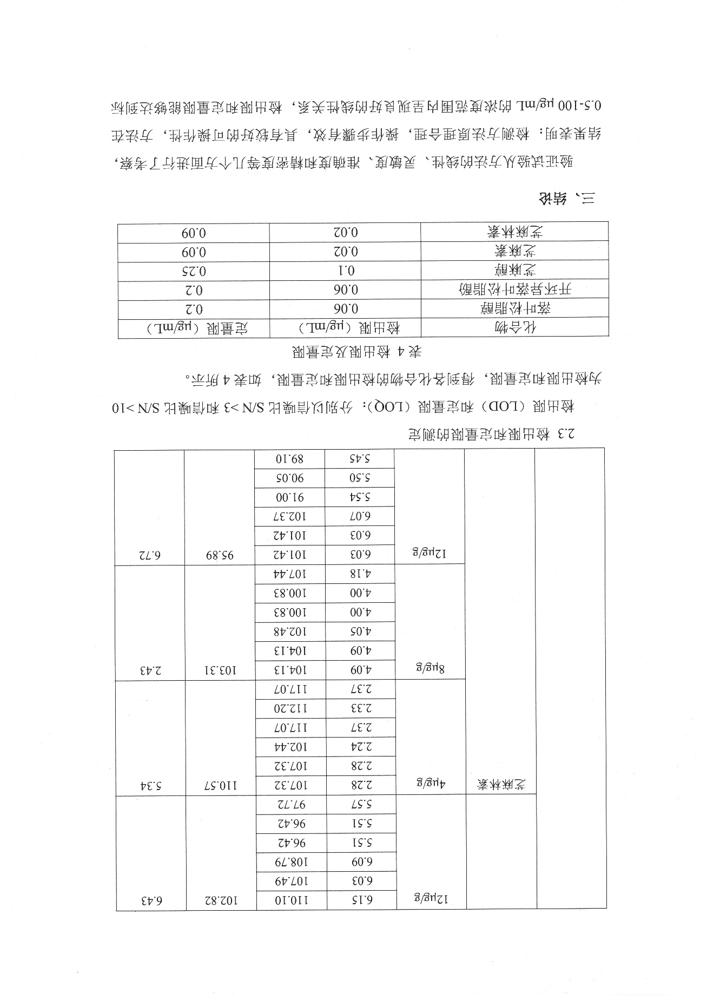 12μg/g 6.15 110.10 102.82 6.43
6.03 107.49
6.09 108.79
5.51 96.42
5.51 96.42
5.57 97.72
芝麻林素 4μg/g 2.28 107.32 110.57 5.34
2.28 107.32
2.24 102.44
2.37 117.07
2.33 112.20
2.37 117.07
8μg/g 4.09 104.13 103.31 2.43
4.09 104.13
4.05 102.48
4.00 100.83
4.00 100.83
4.18 107.44
12μg/g 6.03 101.42 95.89 6.72
6.03 101.42
6.07 102.37
5.54 91.00
5.50 90.05
5.45 89.10
2.3 检出限和定量限的测定
检出限（LOD）和定量限（LOQ）：分别以信噪比 S/N >3 和信噪比 S/N >10
为检出限和定量限，得到各化合物的检出限和定量限，如表 4 所示。
表 4 检出限及定量限
化合物 检出限（μg/mL） 定量限（μg/mL）
落叶松脂醇 0.06 0.2
开环异落叶松脂酚 0.06 0.2
芝麻醇 0.1 0.25
芝麻素 0.02 0.09
芝麻林素 0.02 0.09
三、结论
验证试验从方法的线性、灵敏度、准确度和精密度等几个方面进行了考察，
结果表明：检测方法原理合理，操作步骤有效，具有较好的可操作性，方法在
0.5-100 μg/mL 的浓度范围内呈现良好的线性关系，检出限和定量限能够达到标